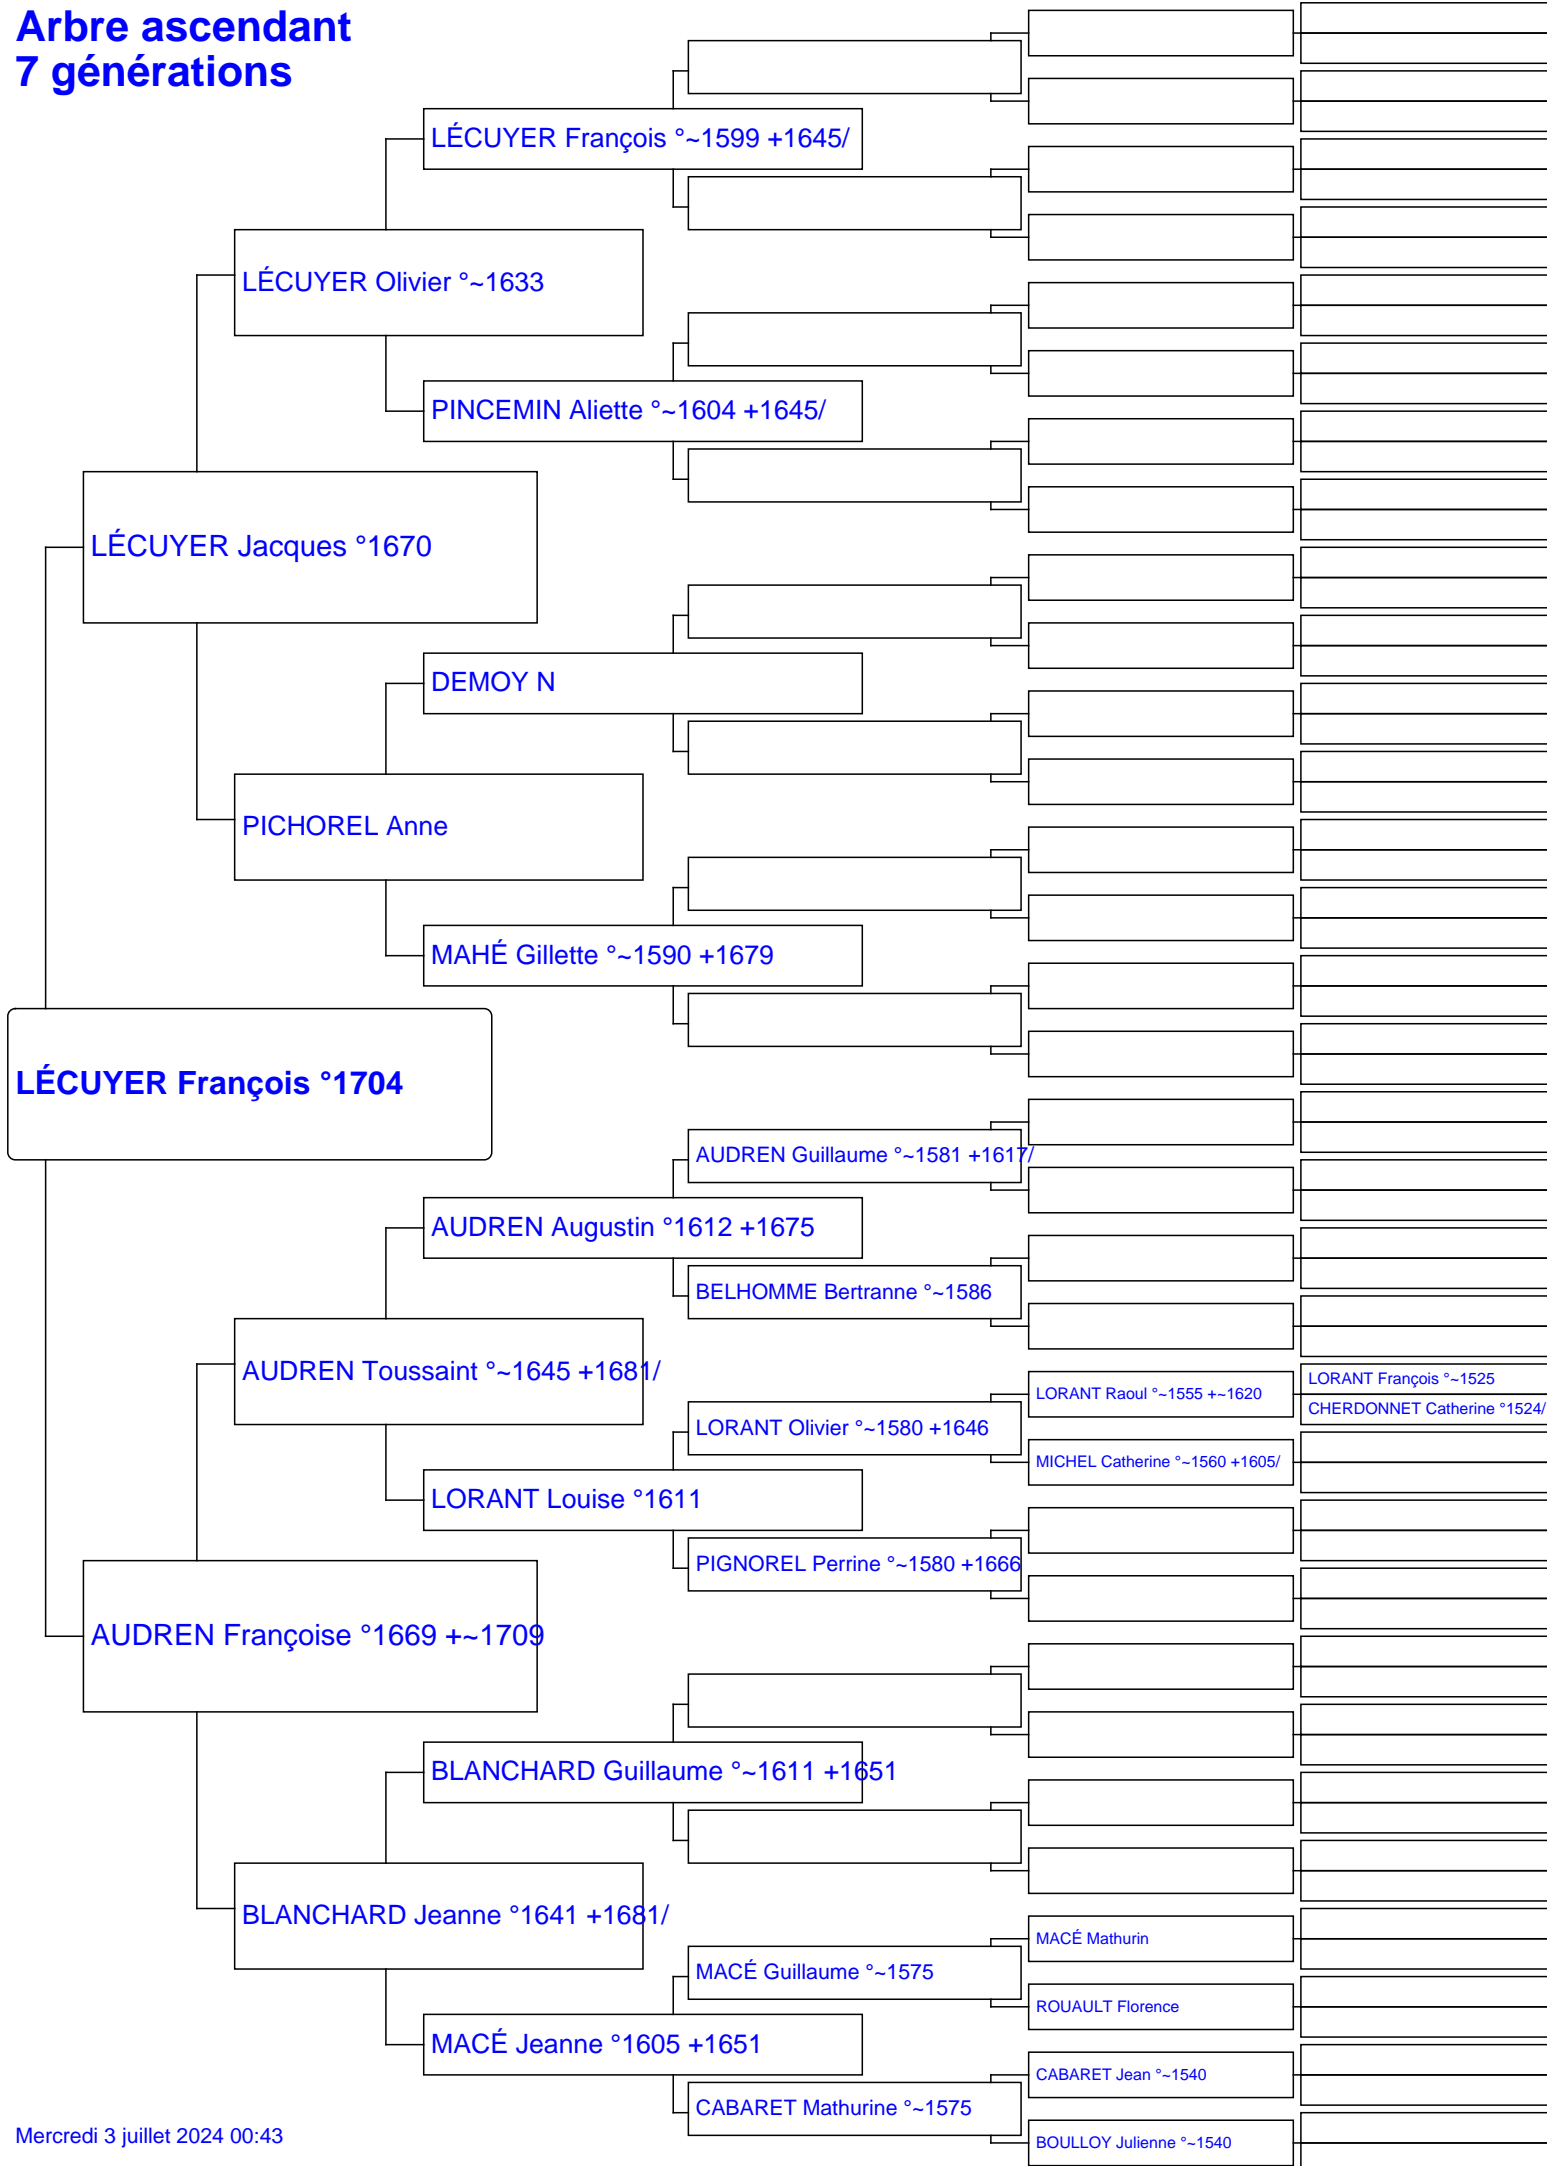 Arbre ascendant
7 générations
LÉCUYER François °~1599 +1645/
LÉCUYER Olivier °~1633
PINCEMIN Aliette °~1604 +1645/
LÉCUYER Jacques °1670
DEMOY N
PICHOREL Anne
MAHÉ Gillette °~1590 +1679
LÉCUYER François °1704
AUDREN Guillaume °~1581 +1617/
AUDREN Augustin °1612 +1675
BELHOMME Bertranne °~1586
AUDREN Toussaint °~1645 +1681/
LORANT François °~1525
LORANT Raoul °~1555 +~1620
CHERDONNET Catherine °1524/
LORANT Olivier °~1580 +1646
MICHEL Catherine °~1560 +1605/
LORANT Louise °1611
PIGNOREL Perrine °~1580 +1666
AUDREN Françoise °1669 +~1709
BLANCHARD Guillaume °~1611 +1651
BLANCHARD Jeanne °1641 +1681/
MACÉ Mathurin
MACÉ Guillaume °~1575
ROUAULT Florence
MACÉ Jeanne °1605 +1651
CABARET Jean °~1540
CABARET Mathurine °~1575
BOULLOY Julienne °~1540
Mercredi 3 juillet 2024 00:43